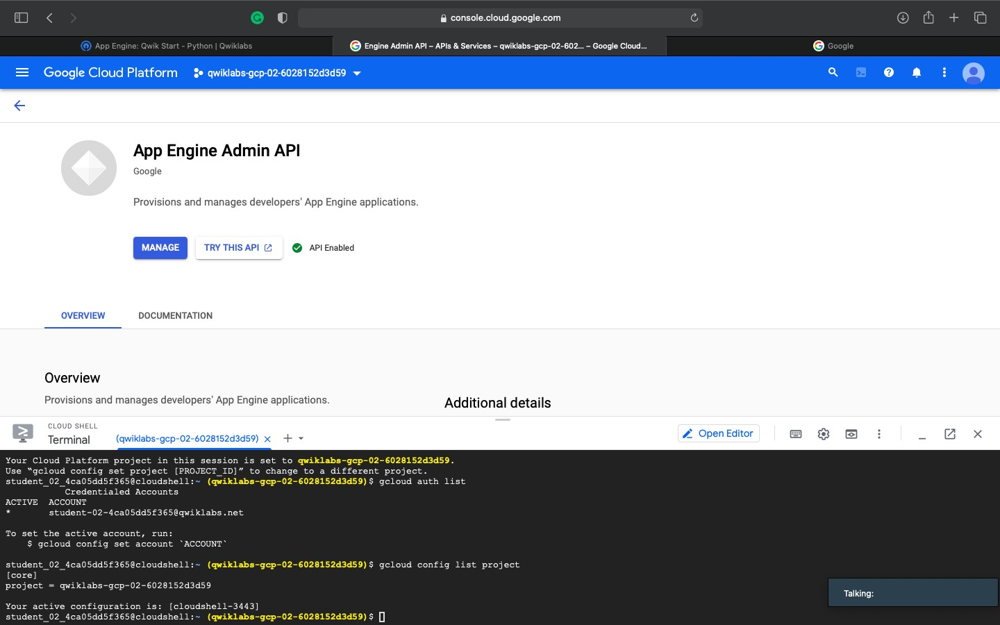 console.cloud.google.com
App Engine: Qwik Start - Python | Qwiklabs
Engine Admin API – APIs & Services – qwiklabs-gcp-02-602... – Google Cloud...
Google
Google Cloud Platform
qwiklabs-gcp-02-6028152d3d59
App Engine Admin API
Google
Provisions and manages developers' App Engine applications.
MANAGE
TRY THIS API
API Enabled
OVERVIEW
DOCUMENTATION
Overview
Provisions and manages developers' App Engine applications.
Additional details
CLOUD SHELL
Terminal
(qwiklabs-gcp-02-6028152d3d59)
Open Editor
Your Cloud Platform project in this session is set to qwiklabs-gcp-02-6028152d3d59.
Use “gcloud config set project [PROJECT_ID]” to change to a different project.
student_02_4ca05dd5f365@cloudshell:~ (qwiklabs-gcp-02-6028152d3d59)$ gcloud auth list
Credentialed Accounts
ACTIVE  ACCOUNT
*       student-02-4ca05dd5f365@qwiklabs.net
To set the active account, run:
$ gcloud config set account `ACCOUNT`
student_02_4ca05dd5f365@cloudshell:~ (qwiklabs-gcp-02-6028152d3d59)$ gcloud config list project
[core]
project = qwiklabs-gcp-02-6028152d3d59
Your active configuration is: [cloudshell-3443]
student_02_4ca05dd5f365@cloudshell:~ (qwiklabs-gcp-02-6028152d3d59)$
Talking: